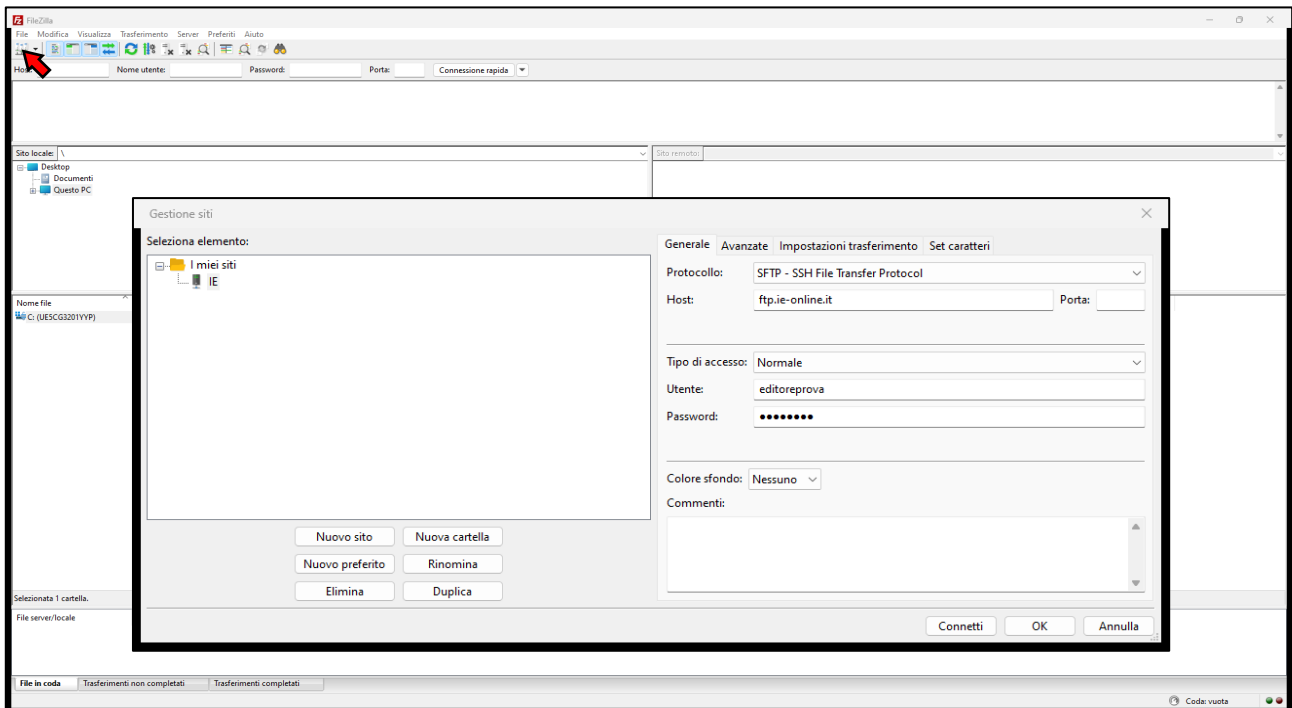 FileZilla
File Modifica Visualizza Trasferimento Server Preferiti Aiuto
Nome utente: Password: Porta: Connessione rapida
Sito locale: \
Sito remoto:
Desktop
Documenti
Questo PC
Nome file
C: (UE5CG3201YYP)
Selezionata 1 cartella.
File server/locale
File in coda Trasferimenti non completati Trasferimenti completati
Coda: vuota
Gestione siti
Seleziona elemento:
I miei siti
IE
Nuovo sito Nuova cartella
Nuovo preferito Rinomina
Elimina Duplica
Generale Avanzate Impostazioni trasferimento Set caratteri
Protocollo: SFTP - SSH File Transfer Protocol
Host: ftp.ie-online.it Porta:
Tipo di accesso: Normale
Utente: editoreprova
Password: ●●●●●●●●
Colore sfondo: Nessuno
Commenti:
Connetti OK Annulla